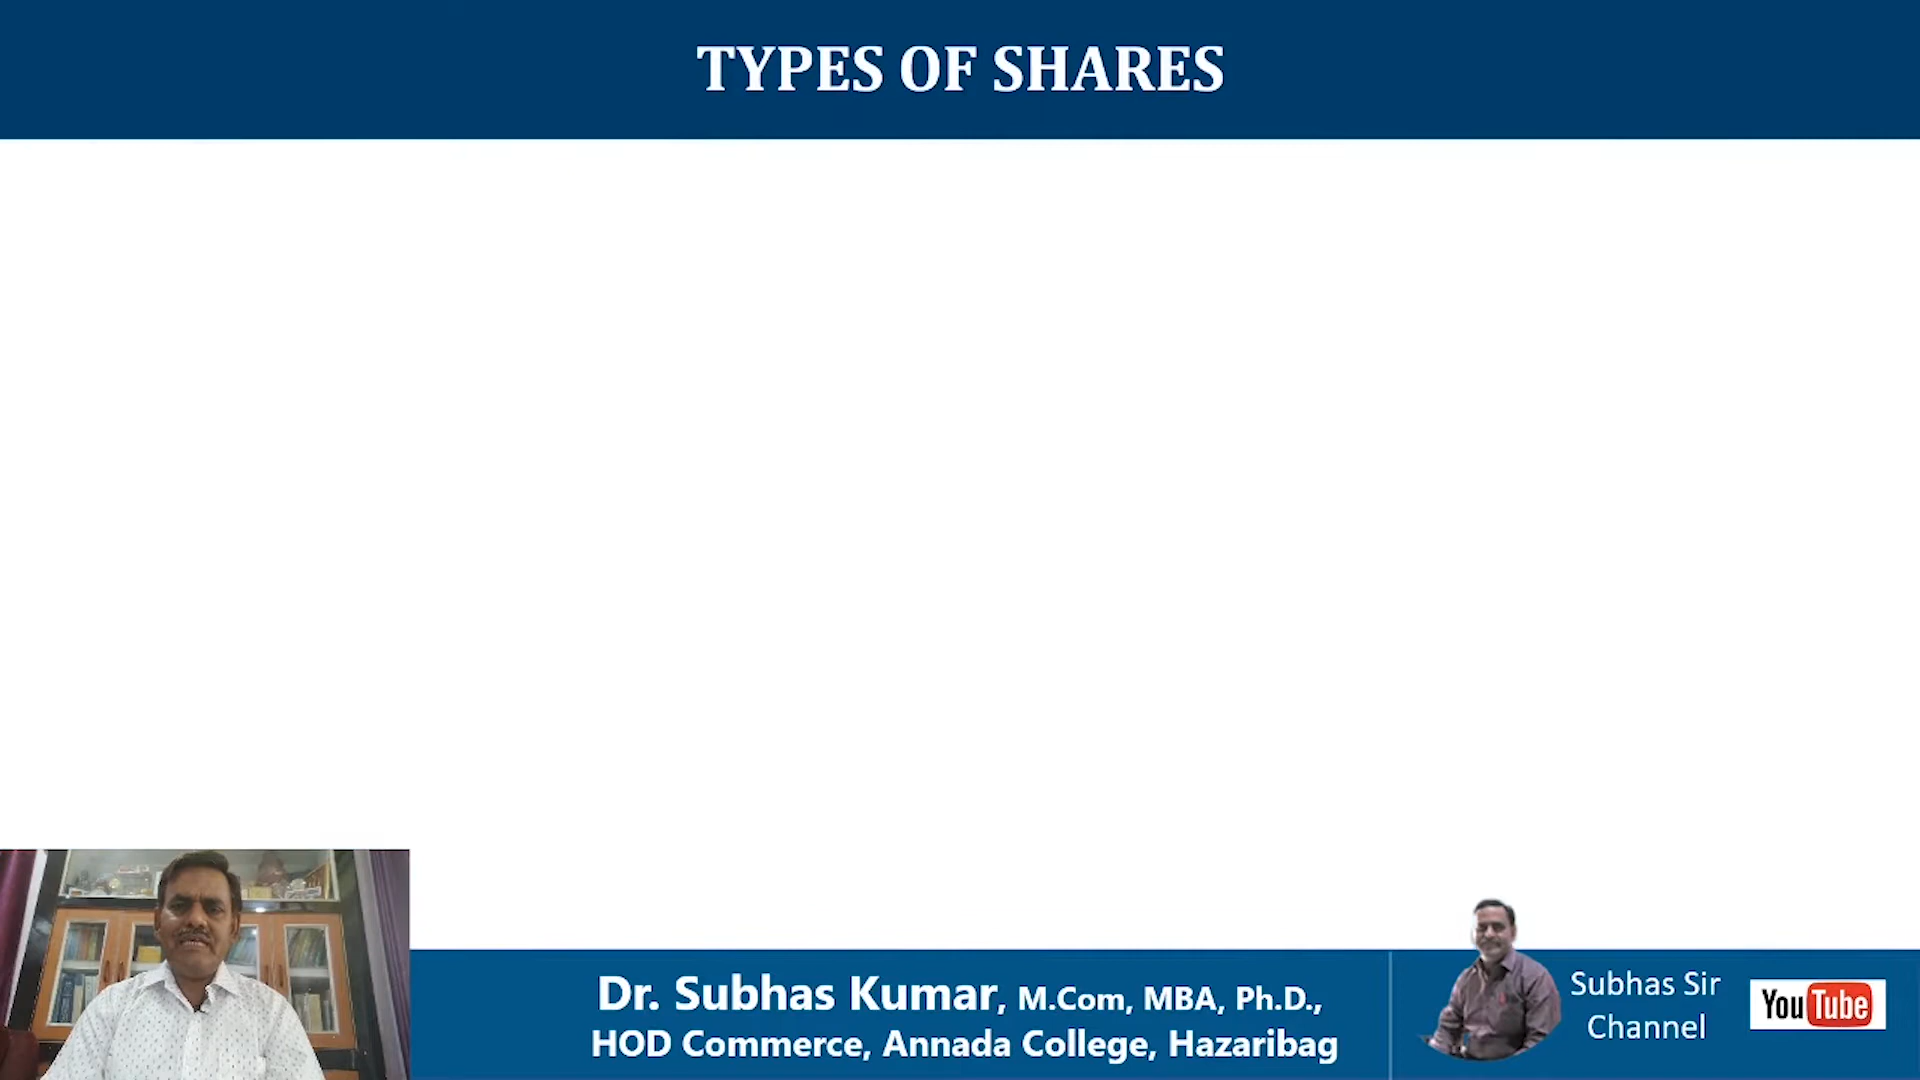 TYPES OF SHARES
Dr. Subhas Kumar, M.Com, MBA, Ph.D.,
HOD Commerce, Annada College, Hazaribag
Subhas Sir
Channel
YouTube